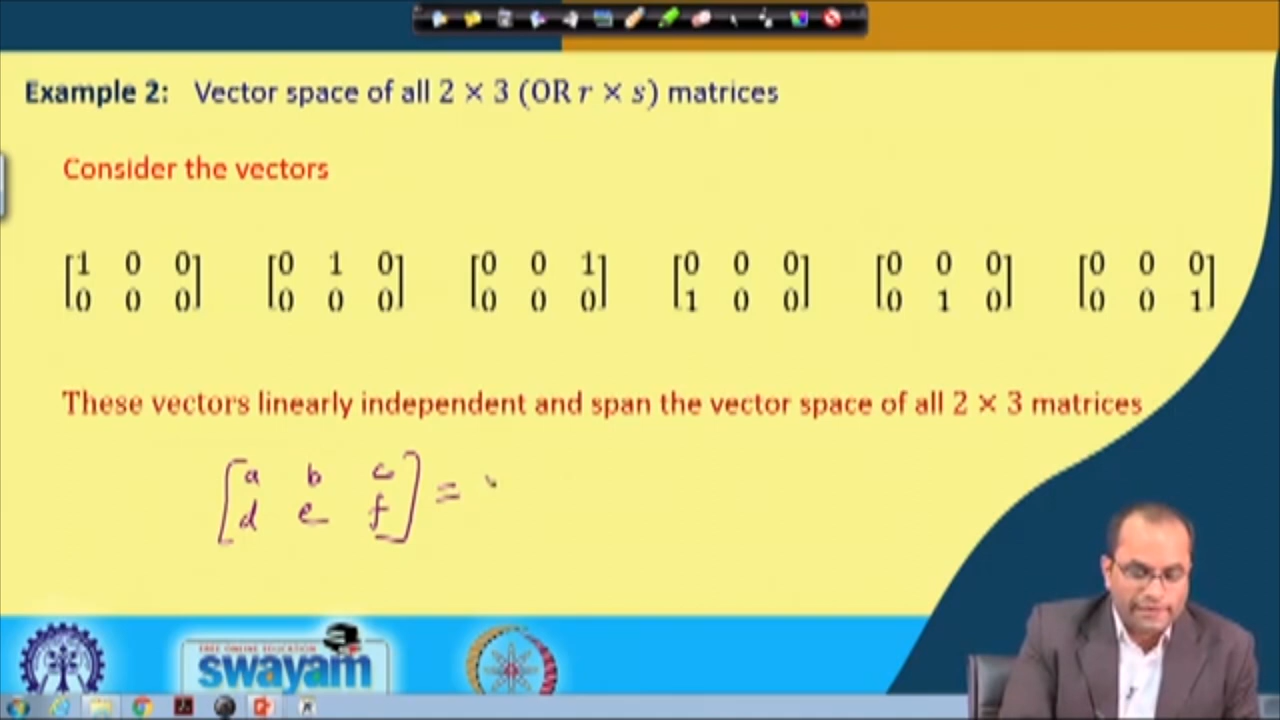 Example 2: Vector space of all 2 × 3 (OR r × s) matrices
Consider the vectors
[1 0 0] [0 1 0] [0 0 1] [0 0 0] [0 0 0] [0 0 0]
[0 0 0] [0 0 0] [0 0 0] [1 0 0] [0 1 0] [0 0 1]
These vectors linearly independent and span the vector space of all 2 × 3 matrices
[a b c] =
[d e f]
FREE ONLINE EDUCATION
swayam